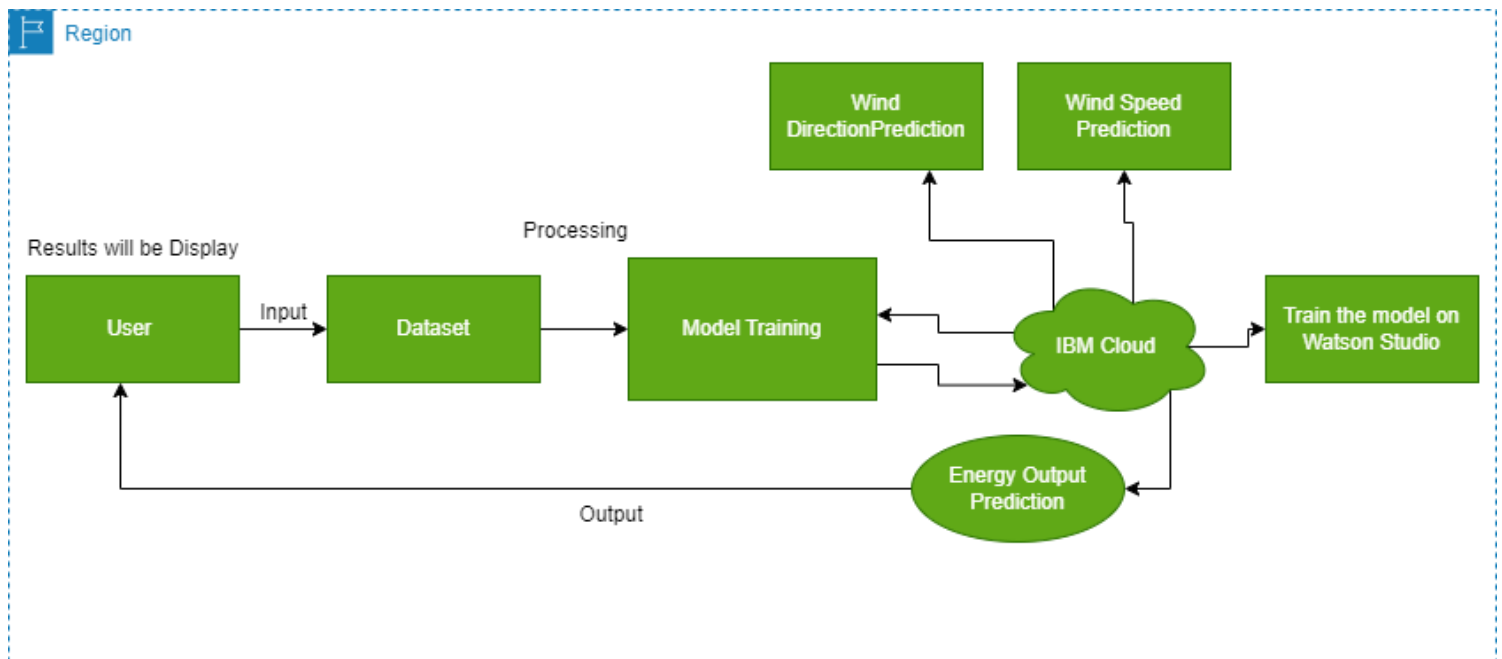 Region
Wind
DirectionPrediction
Wind Speed
Prediction
Processing
Results will be Display
User
Input
Dataset
Model Training
IBM Cloud
Train the model on
Watson Studio
Energy Output
Prediction
Output